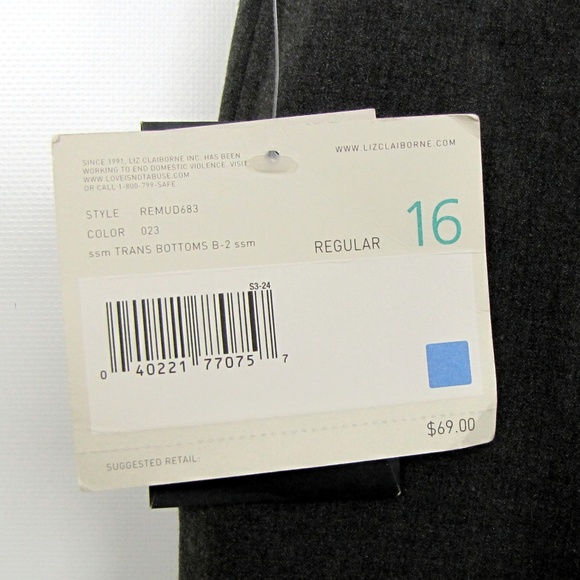 SINCE 1991, LIZ CLAIBORNE INC. HAS BEEN
WORKING TO END DOMESTIC VIOLENCE. VISIT
WWW.LOVEISNOTABUSE.COM
OR CALL 1-800-799-SAFE
WWW.LIZCLAIBORNE.COM
STYLE REMUD683
COLOR 023
ssm TRANS BOTTOMS B-2 ssm
REGULAR 16
S3-24
0 40221 77075 7
$69.00
SUGGESTED RETAIL: